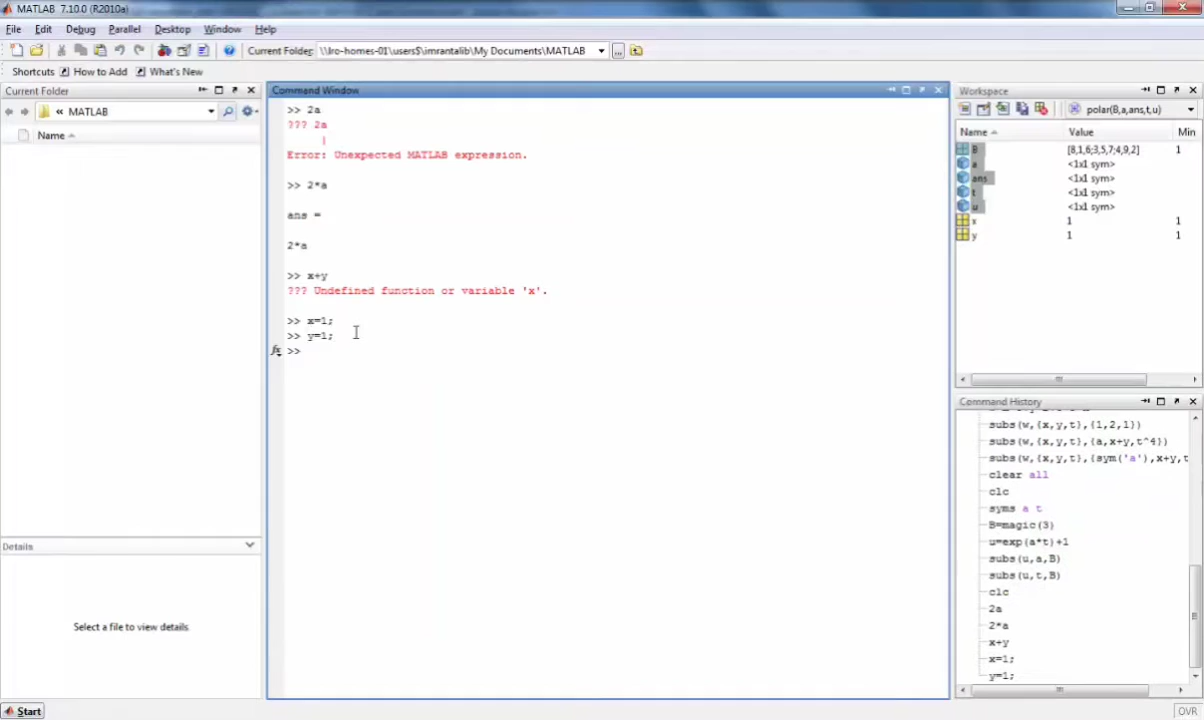 MATLAB 7.10.0 (R2010a)
File Edit Debug Parallel Desktop Window Help
Current Folder: \\lro-homes-01\users$\imrantalib\My Documents\MATLAB
Shortcuts How to Add What's New
Current Folder
« MATLAB
Name
Details
Select a file to view details
Command Window
>> 2a
??? 2a
|
Error: Unexpected MATLAB expression.
>> 2*a
ans =
2*a
>> x+y
??? Undefined function or variable 'x'.
>> x=1;
>> y=1;
fx >>
Workspace
polar(B,a,ans,t,u)
Name Value Min
B [8,1,6;3,5,7;4,9,2] 1
a <1x1 sym>
ans <1x1 sym>
t <1x1 sym>
u <1x1 sym>
x 1 1
y 1 1
Command History
subs(w,{x,y,t},{1,2,1})
subs(w,{x,y,t},{a,x+y,t^4})
subs(w,{x,y,t},{sym('a'),x+y,t
clear all
clc
syms a t
B=magic(3)
u=exp(a*t)+1
subs(u,a,B)
subs(u,t,B)
clc
2a
2*a
x+y
x=1;
y=1;
Start
OVR